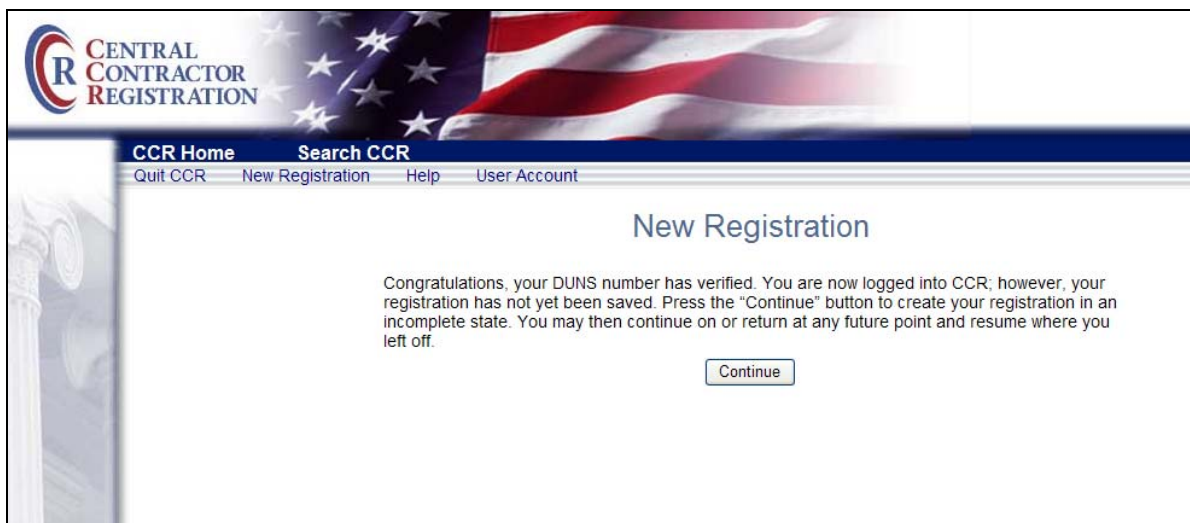 CENTRAL
CONTRACTOR
REGISTRATION
CCR Home Search CCR
Quit CCR New Registration Help User Account
New Registration
Congratulations, your DUNS number has verified. You are now logged into CCR; however, your
registration has not yet been saved. Press the “Continue” button to create your registration in an
incomplete state. You may then continue on or return at any future point and resume where you
left off.
Continue